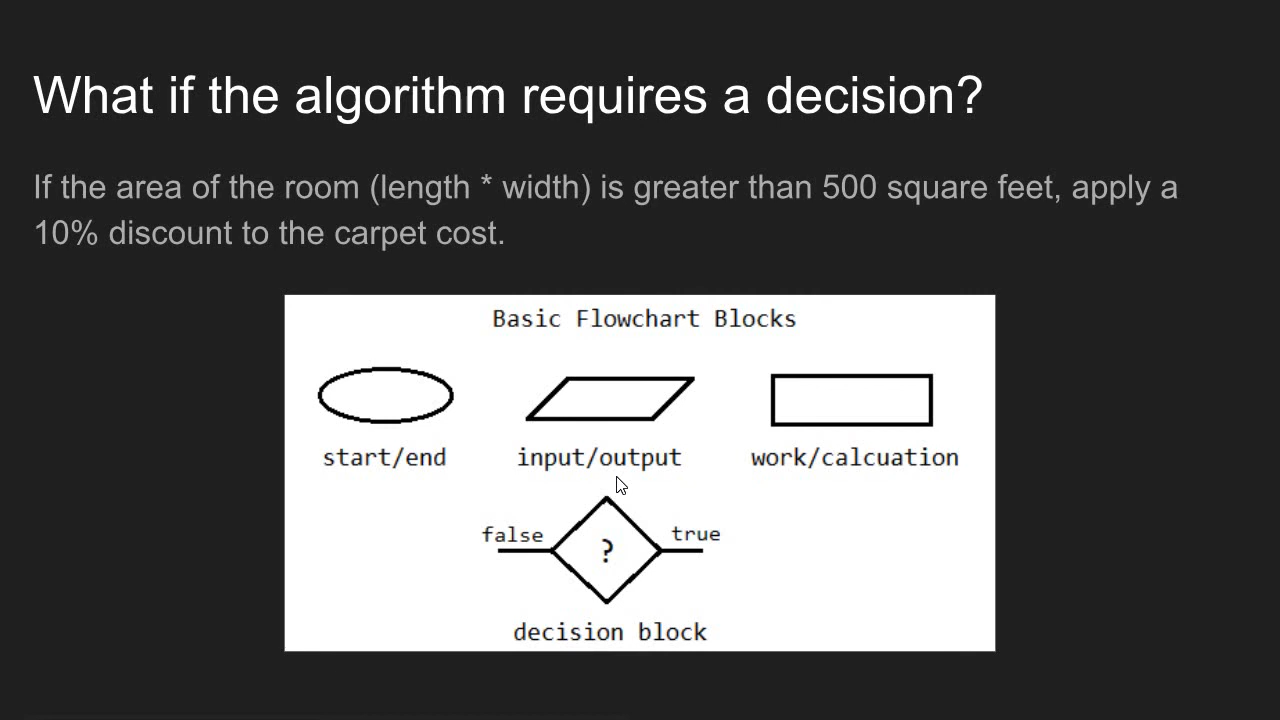 What if the algorithm requires a decision?
If the area of the room (length * width) is greater than 500 square feet, apply a
10% discount to the carpet cost.
Basic Flowchart Blocks
start/end
input/output
work/calcuation
false
?
true
decision block